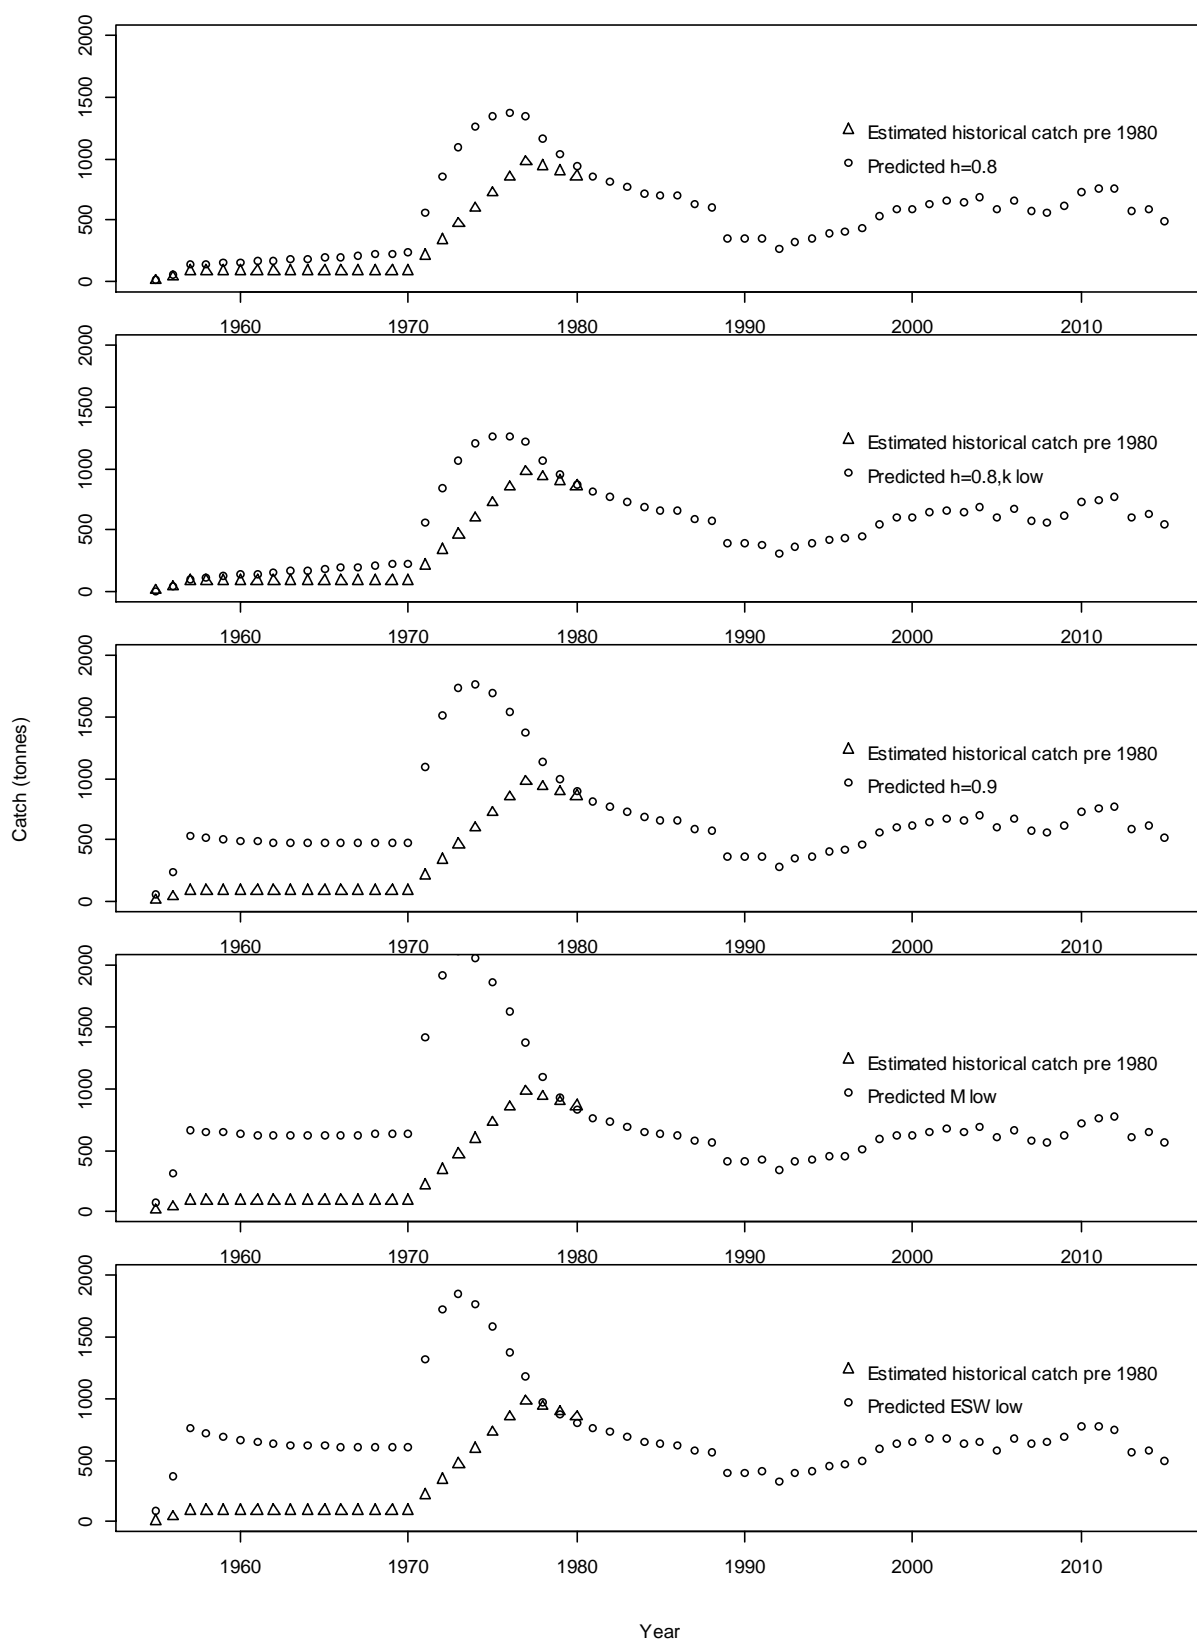 2000
1500
1000
500
0
Estimated historical catch pre 1980
Predicted h=0.8
1960 1970 1980 1990 2000 2010
2000
1500
1000
500
0
Estimated historical catch pre 1980
Predicted h=0.8,k low
1960 1970 1980 1990 2000 2010
2000
1500
1000
500
0
Estimated historical catch pre 1980
Predicted h=0.9
1960 1970 1980 1990 2000 2010
Catch (tonnes)
2000
1500
1000
500
0
Estimated historical catch pre 1980
Predicted M low
1960 1970 1980 1990 2000 2010
2000
1500
1000
500
0
Estimated historical catch pre 1980
Predicted ESW low
1960 1970 1980 1990 2000 2010
Year